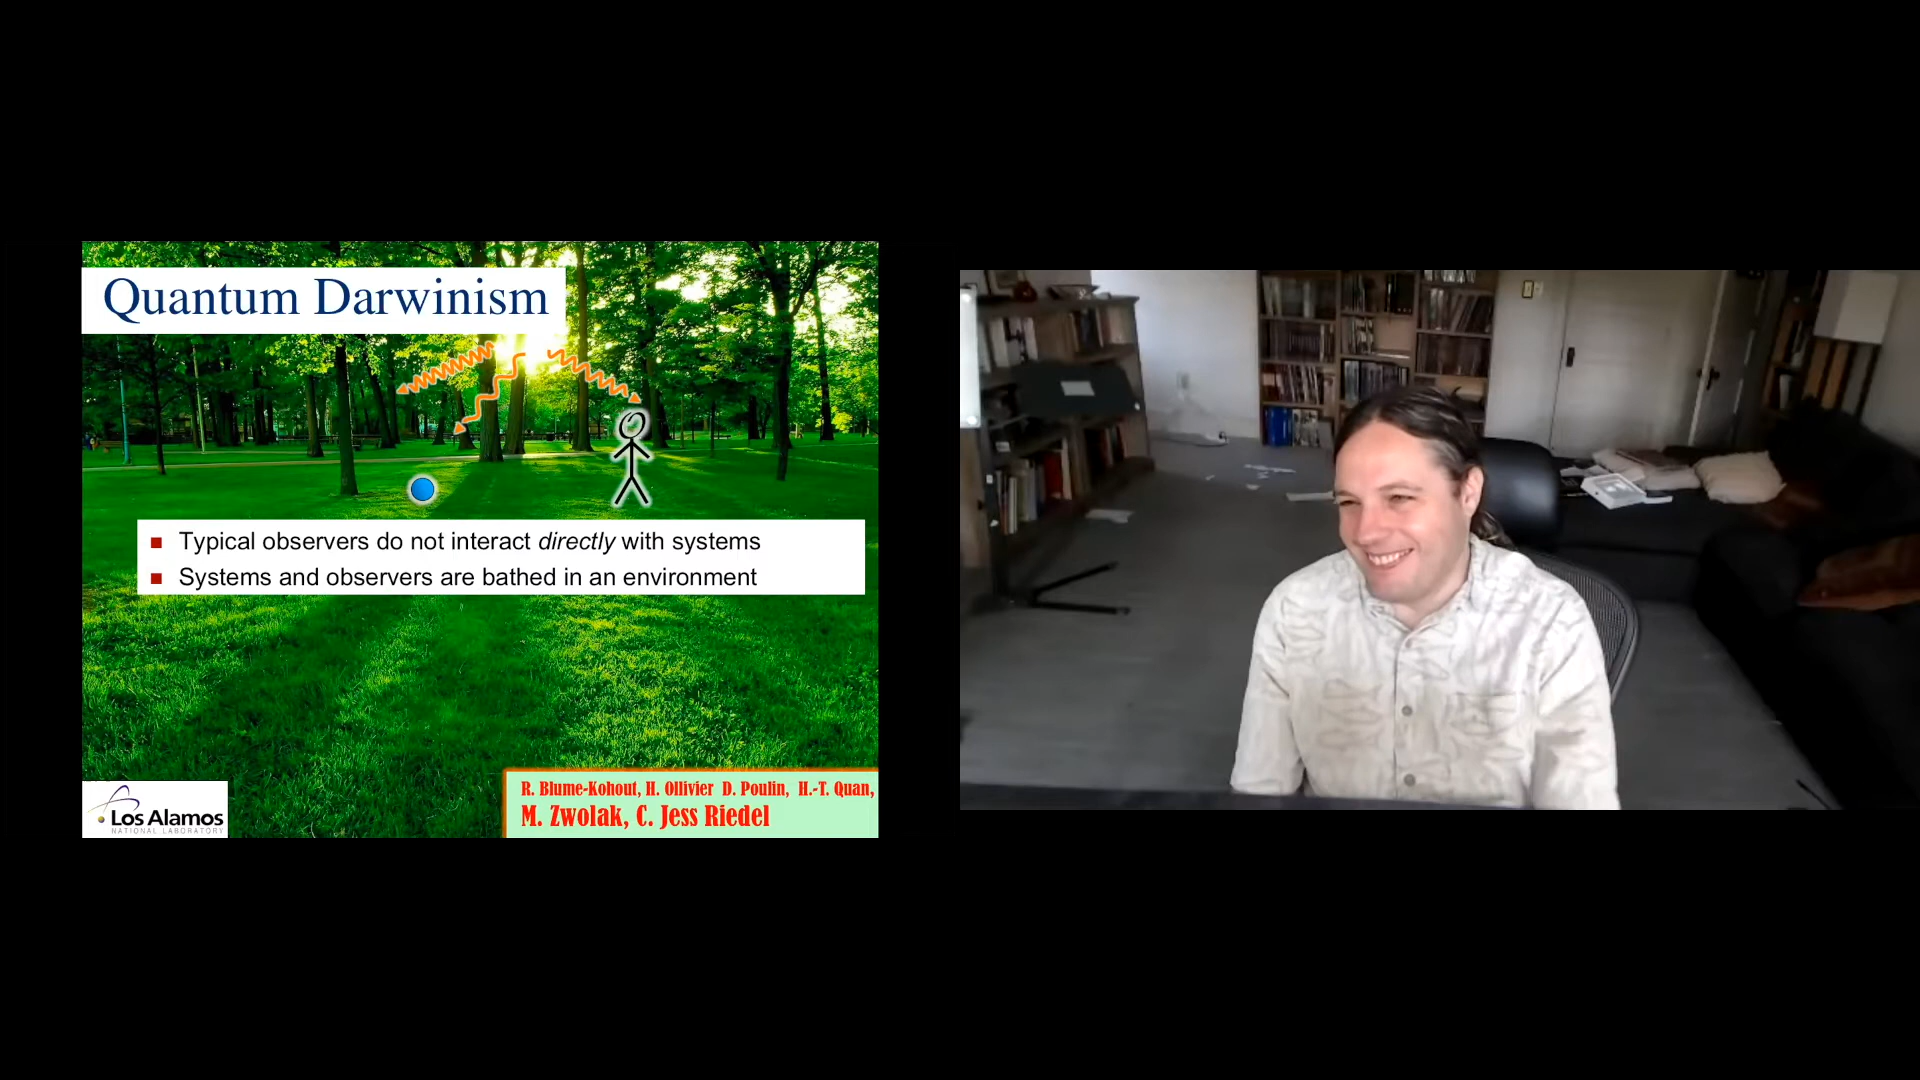 Quantum Darwinism
Typical observers do not interact directly with systems
Systems and observers are bathed in an environment
Los Alamos
NATIONAL LABORATORY
R. Blume-Kohout, H. Ollivier D. Poulin, H.-T. Quan,
M. Zwolak, C. Jess Riedel